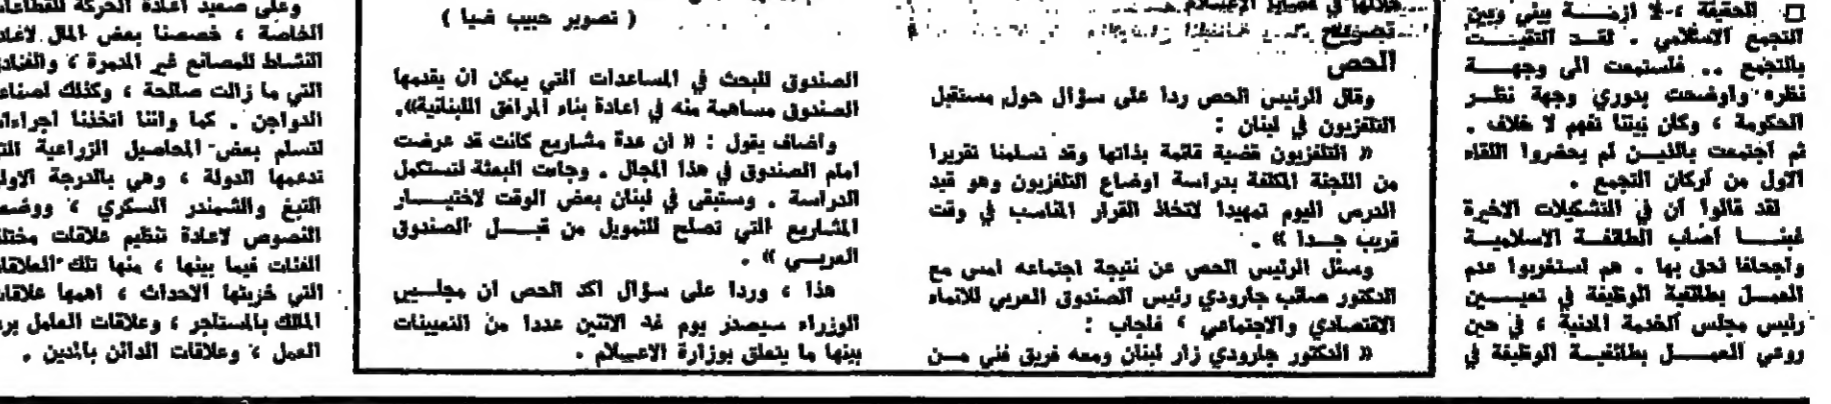 □ الحقيقة ، لا ازمة بيني وبين
التجمع الاسلامي . لقد التقيت
بالتجمع .. فاستمعت الى وجهة
نظره واوضحت بدوري وجهة نظر
الحكومة ، وكان بيننا تفهم لا خلاف .
ثم اجتمعت بالذين لم يحضروا اللقاء
الاول من اركان التجمع .
لقد قالوا ان في التشكيلات الاخيرة
غبنا أصاب الطائفة الاسلامية
واجحافا لحق بها . هم استغربوا عدم
العمل بطائفية الوظيفة في تعيين
رئيس مجلس الخدمة المدنية ، في حين
روعي العمل بطائفية الوظيفة في
تصريح
الحص
وقال الرئيس الحص ردا على سؤال حول مستقبل
التلفزيون في لبنان :
« التلفزيون قضية قائمة بذاتها وقد تسلمنا تقريرا
من اللجنة المكلفة بدراسة اوضاع التلفزيون وهو قيد
الدرس اليوم تمهيدا لاتخاذ القرار المناسب في وقت
قريب جدا » .
وسئل الرئيس الحص عن نتيجة اجتماعه امس مع
الدكتور صائب جارودي رئيس الصندوق العربي للانماء
الاقتصادي والاجتماعي ، فاجاب :
« الدكتور جارودي زار لبنان ومعه فريق فني من
( تصوير حبيب ضيا )
الصندوق للبحث في المساعدات التي يمكن ان يقدمها
الصندوق مساهمة منه في اعادة بناء المرافق اللبنانية».
وأضاف يقول : « ان عدة مشاريع كانت قد عرضت
امام الصندوق في هذا المجال . وجاءت البعثة لتستكمل
الدراسة . وستبقى في لبنان بعض الوقت لاختيار
المشاريع التي تصلح للتمويل من قبل الصندوق
العربي » .
هذا ، وردا على سؤال اكد الحص ان مجلس
الوزراء سيصدر يوم غد الاثنين عددا من التعيينات
بينها ما يتعلق بوزارة الاعلام .
وعلى صعيد اعادة الحركة للقطاعات
الخاصة ، خصصنا بعض المال لاعادة
النشاط للمصانع غير المدمرة ، والفنادق
التي ما زالت صالحة ، وكذلك لصناعة
الدواجن . كما واننا اتخذنا اجراءات
لتسلم بعض المحاصيل الزراعية التي
تدعمها الدولة ، وهي بالدرجة الاولى
التبغ والشمندر السكري ، ووضعنا
النصوص لاعادة تنظيم علاقات مختلف
الفئات فيما بينها ، منها تلك العلاقات
التي خربتها الاحداث ، اهمها علاقات
المالك بالمستاجر ، وعلاقات العامل برب
العمل ، وعلاقات الدائن بالمدين .